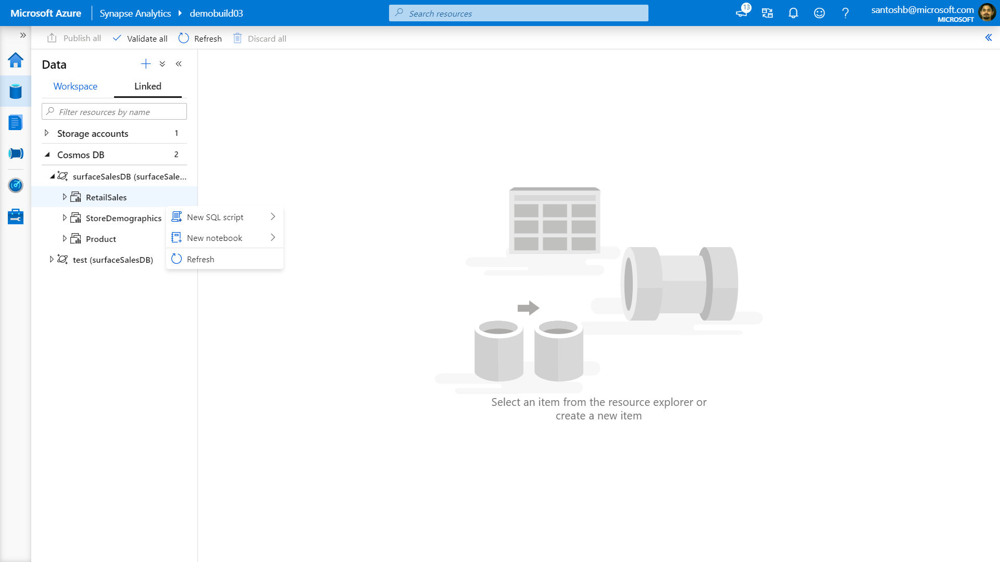 Microsoft Azure
Synapse Analytics
demobuild03
Search resources
13
santoshb@microsoft.com
MICROSOFT
Publish all
Validate all
Refresh
Discard all
Data
Workspace
Linked
Filter resources by name
Storage accounts 1
Cosmos DB 2
surfaceSalesDB (surfaceSale...
RetailSales
StoreDemographics
Product
test (surfaceSalesDB)
New SQL script
New notebook
Refresh
Select an item from the resource explorer or
create a new item